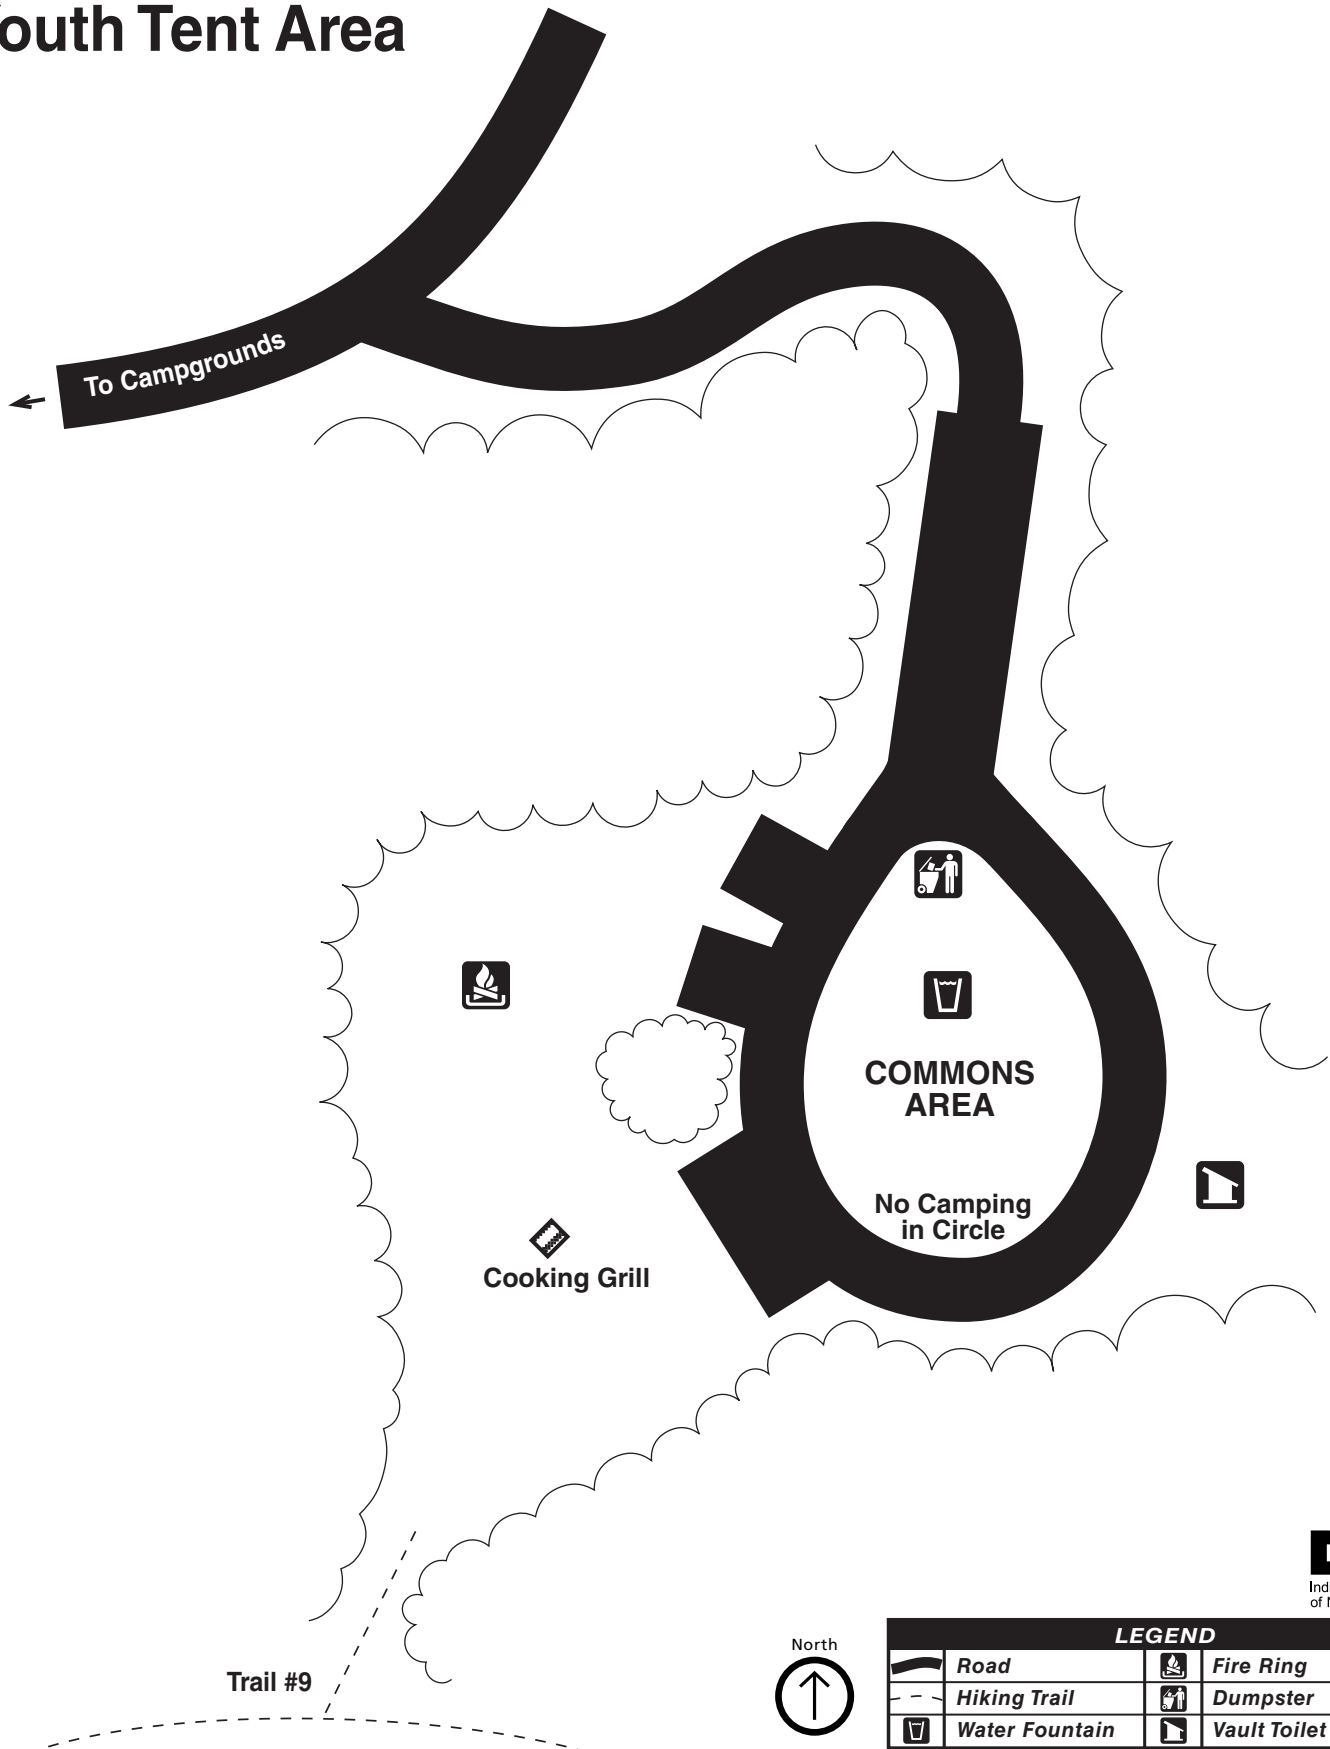 outh Tent Area
To Campgrounds
COMMONS
AREA
No Camping
in Circle
Cooking Grill
Trail #9
North
LEGEND
Road
Fire Ring
Hiking Trail
Dumpster
Water Fountain
Vault Toilet